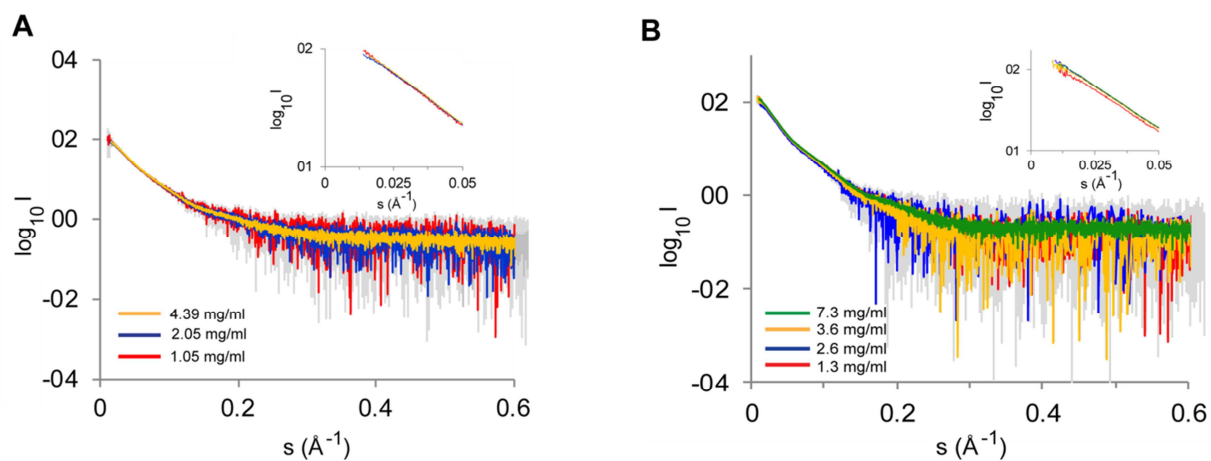 A
04
02
00
-02
-04
log10 I
0
0.2
0.4
0.6
s (Å-1)
02
01
log10 I
0
0.025
0.05
s (Å-1)
4.39 mg/ml
2.05 mg/ml
1.05 mg/ml
B
02
00
-02
-04
log10 I
0
0.2
0.4
0.6
s (Å-1)
02
01
log10 I
0
0.025
0.05
s (Å-1)
7.3 mg/ml
3.6 mg/ml
2.6 mg/ml
1.3 mg/ml